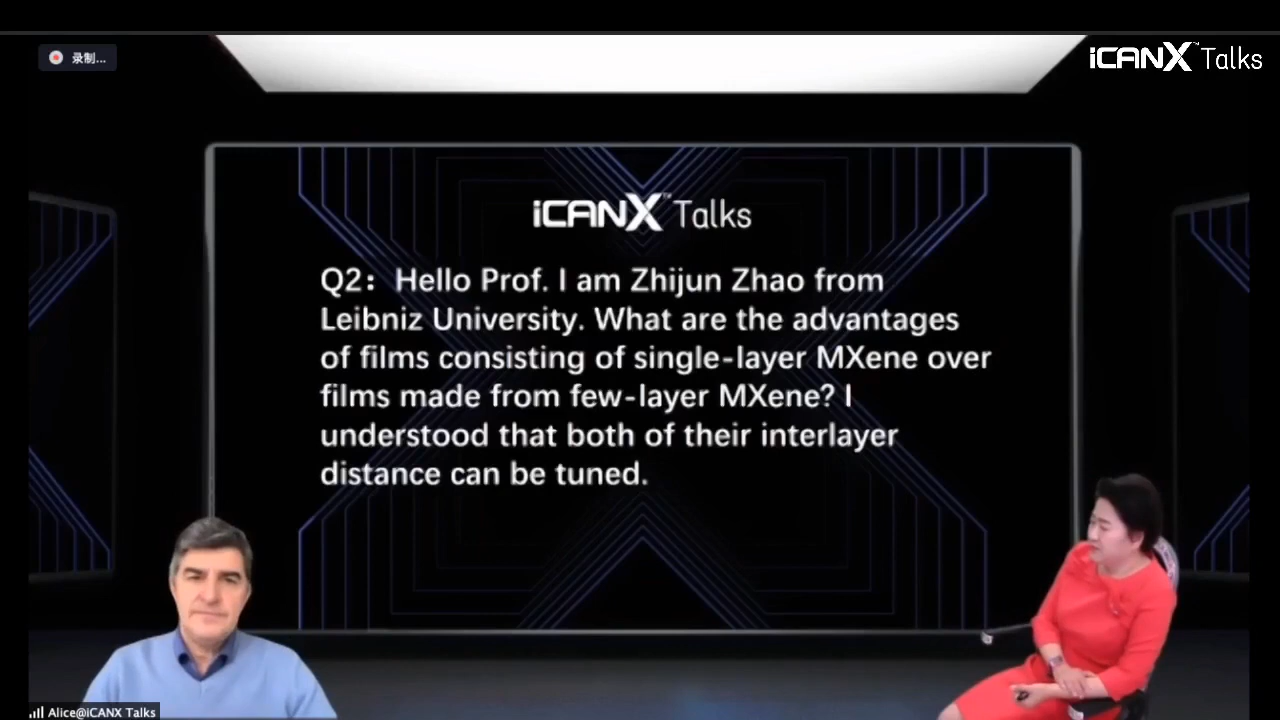 录制...
iCANX™ Talks
iCANX™ Talks
Q2：Hello Prof. I am Zhijun Zhao from
Leibniz University. What are the advantages
of films consisting of single-layer MXene over
films made from few-layer MXene? I
understood that both of their interlayer
distance can be tuned.
Alice@iCANX Talks